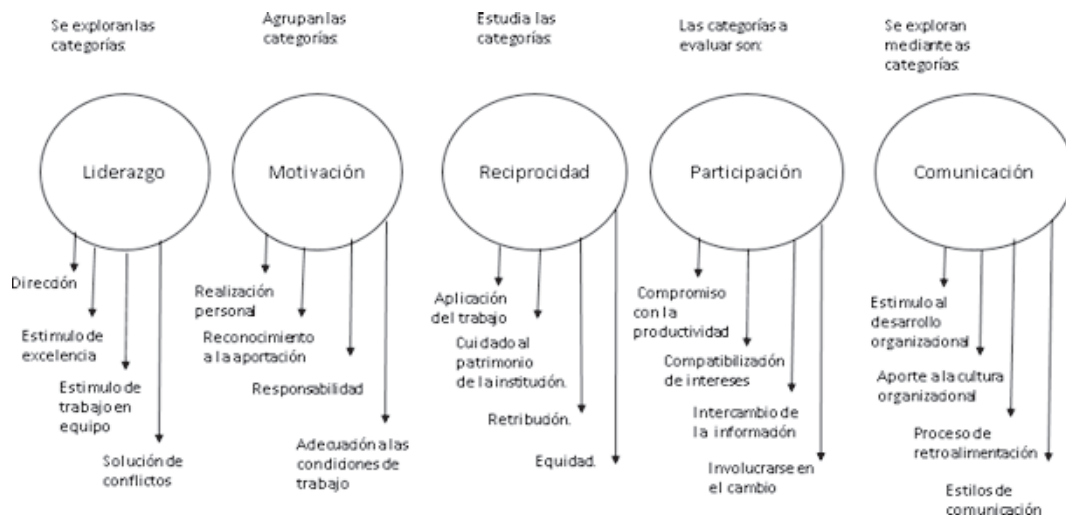 Se exploran las
categorías:
Agrupan las
categorías:
Estudia las
categorías:
Las categorías a
evaluar son:
Se exploran
mediante as
categorías:
Liderazgo
Motivación
Reciprocidad
Participación
Comunicación
Dirección
Estimulo de
excelencia
Estimulo de
trabajo en
equipo
Solución de
conflictos
Realización
personal
Reconocimiento
a la aportación
Responsabilidad
Adecuación a las
condiciones de
trabajo
Aplicación
del trabajo
Cuidado al
patrimonio
de la institución.
Retribución.
Equidad.
Compromiso
con la
productividad
Compatibilización
de intereses
Intercambio de
la información
Involucrarse en
el cambio
Estimulo al
desarrollo
organizacional
Aporte a la cultura
organizacional
Proceso de
retroalimentación
Estilos de
comunicación